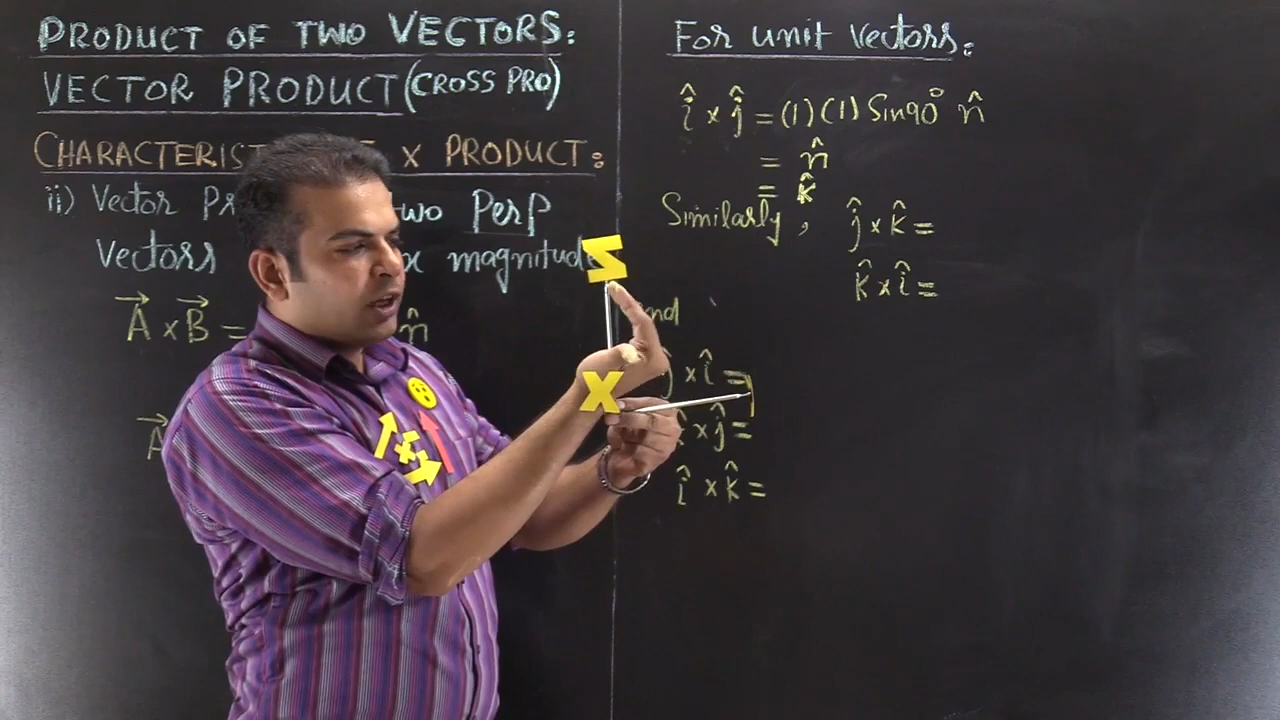 PRODUCT OF TWO VECTORS:
VECTOR PRODUCT (CROSS PRO)
CHARACTERIST x PRODUCT:
ii) Vector Pr two Perp
Vectors magnitude
A⃗ x B⃗ = n̂
A⃗
For unit vectors:
î x ĵ = (1) (1) Sin90° n̂
= n̂
= k̂
Similarly, ĵ x k̂ =
k̂ x î =
and
ĵ x î =
x ĵ =
î x k̂ =
Z
X